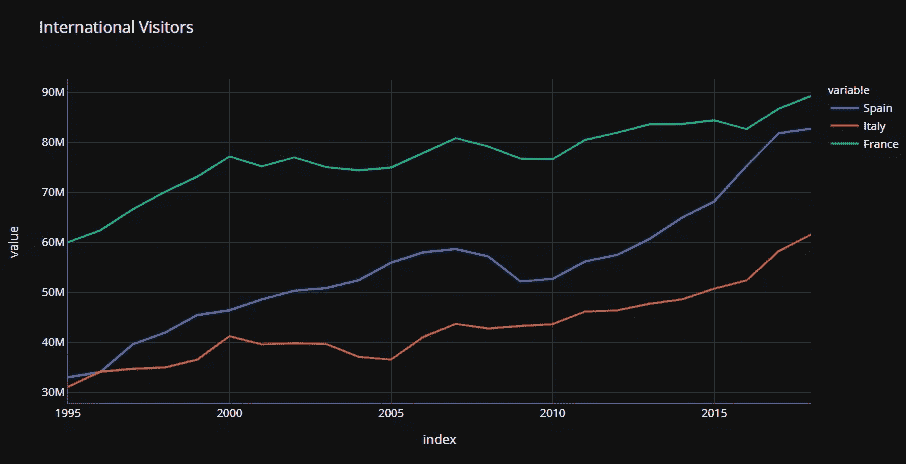 International Visitors
variable
Spain
Italy
France
90M
80M
70M
60M
50M
40M
30M
value
1995
2000
2005
2010
2015
index